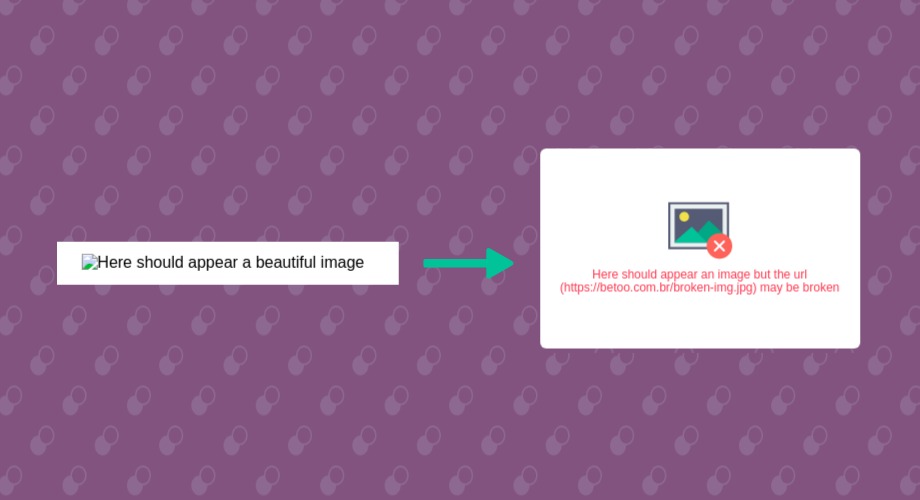 Here should appear a beautiful image
Here should appear an image but the url
(https://betoo.com.br/broken-img.jpg) may be broken